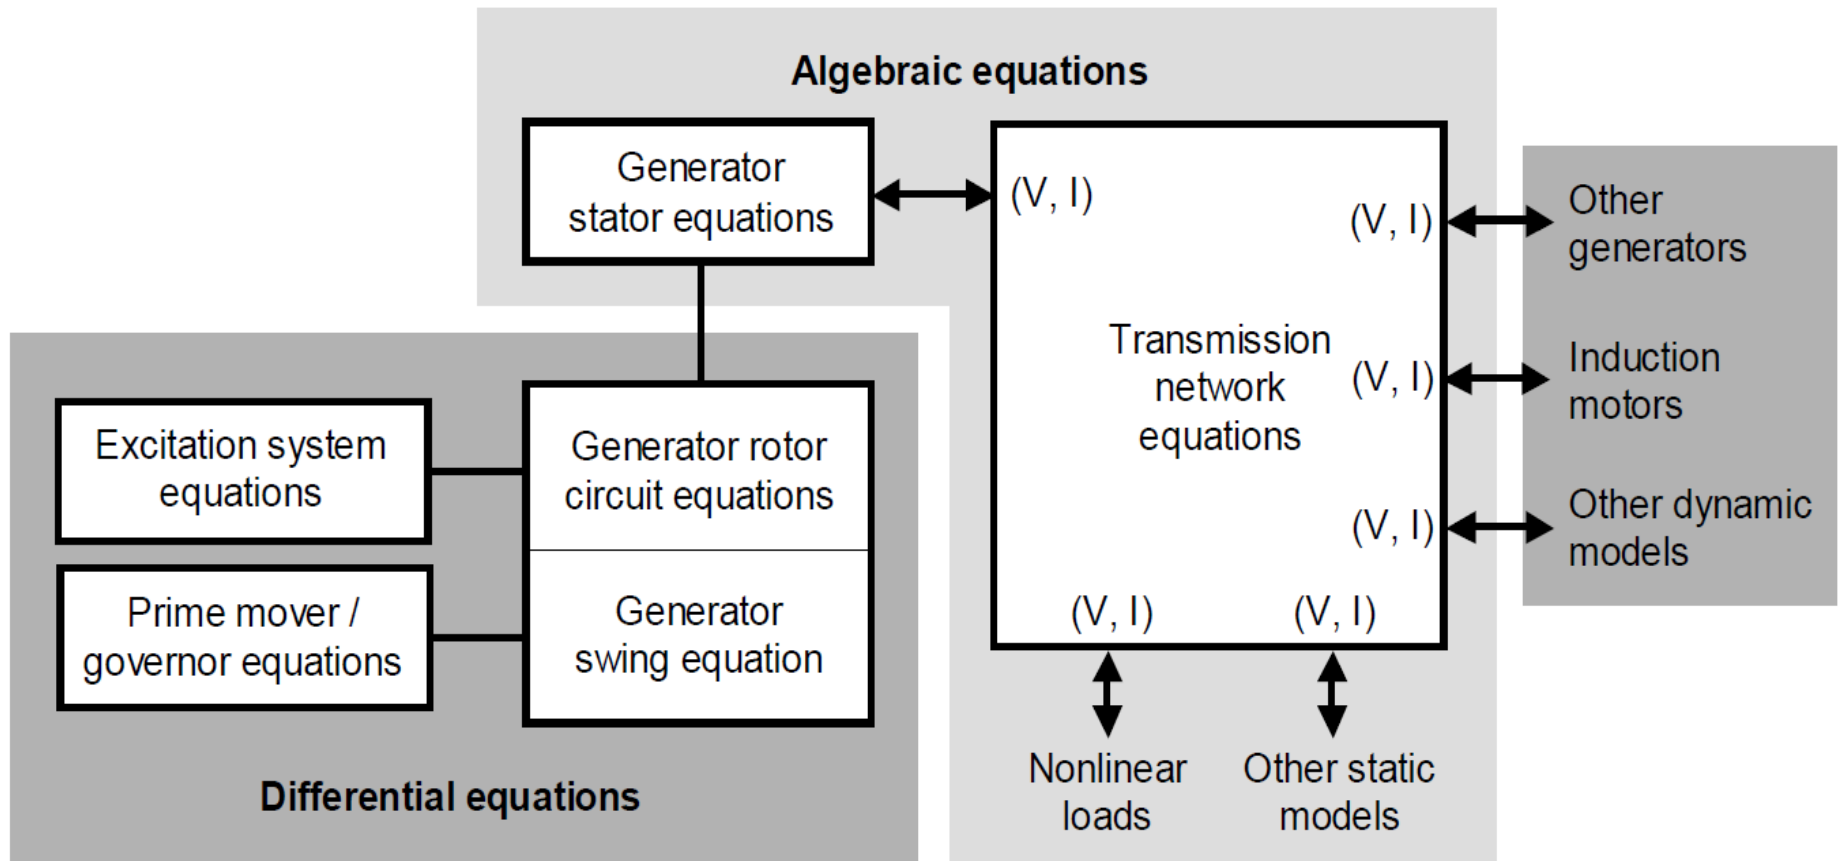 Algebraic equations
Generator
stator equations
(V, I)
(V, I)
Other
generators
Transmission
network
equations
(V, I)
Induction
motors
(V, I)
Other dynamic
models
(V, I)
(V, I)
Nonlinear
loads
Other static
models
Excitation system
equations
Generator rotor
circuit equations
Prime mover /
governor equations
Generator
swing equation
Differential equations